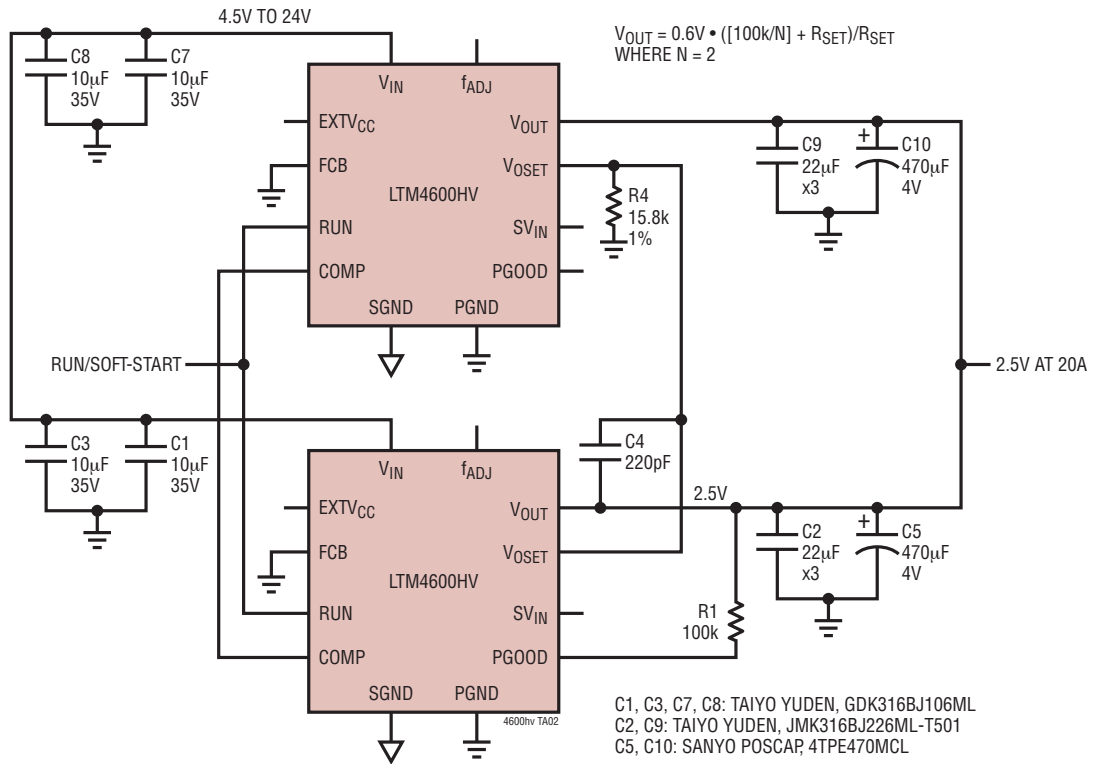 4.5V TO 24V
VOUT = 0.6V • ([100k/N] + RSET)/RSET
WHERE N = 2
C8
10µF
35V
C7
10µF
35V
VIN
fADJ
EXTVCC
VOUT
FCB
VOSET
LTM4600HV
RUN
SVIN
COMP
PGOOD
SGND
PGND
R4
15.8k
1%
C9
22µF
x3
+
C10
470µF
4V
RUN/SOFT-START
2.5V AT 20A
C3
10µF
35V
C1
10µF
35V
C4
220pF
VIN
fADJ
2.5V
EXTVCC
VOUT
FCB
VOSET
LTM4600HV
RUN
SVIN
COMP
PGOOD
SGND
PGND
R1
100k
C2
22µF
x3
+
C5
470µF
4V
4600hv TA02
C1, C3, C7, C8: TAIYO YUDEN, GDK316BJ106ML
C2, C9: TAIYO YUDEN, JMK316BJ226ML-T501
C5, C10: SANYO POSCAP, 4TPE470MCL